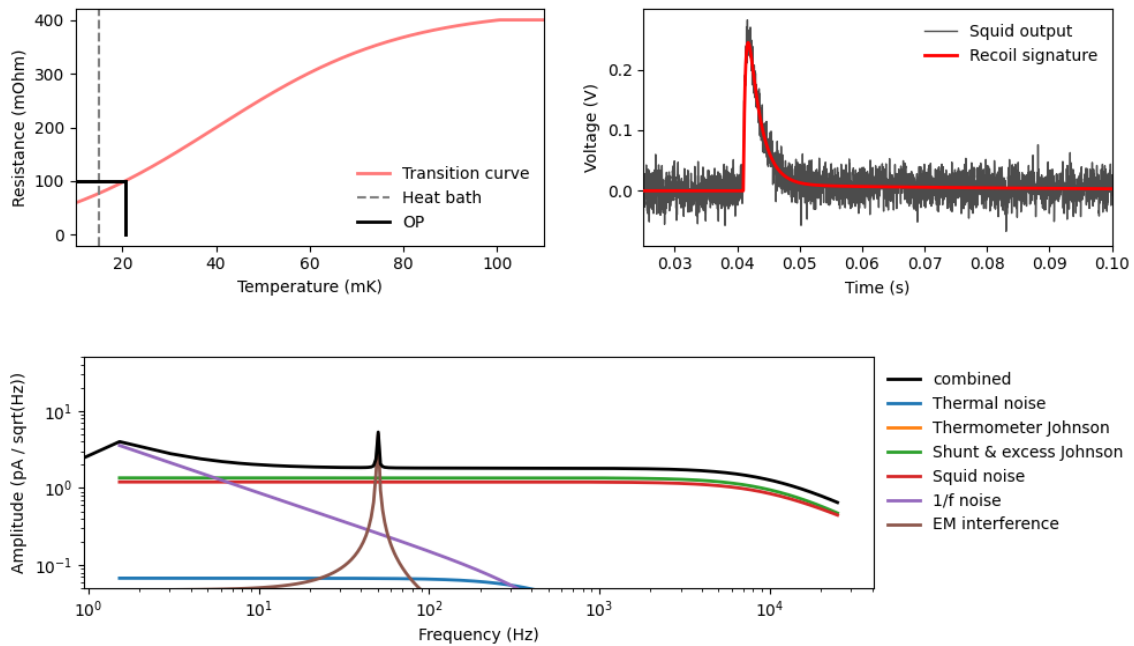 Resistance (mOhm)
400
300
200
100
0
20
40
60
80
100
Temperature (mK)
Transition curve
Heat bath
OP
Voltage (V)
0.2
0.1
0.0
0.03
0.04
0.05
0.06
0.07
0.08
0.09
0.10
Time (s)
Squid output
Recoil signature
Amplitude (pA / sqrt(Hz))
10¹
10⁰
10⁻¹
10⁰
10¹
10²
10³
10⁴
Frequency (Hz)
combined
Thermal noise
Thermometer Johnson
Shunt & excess Johnson
Squid noise
1/f noise
EM interference